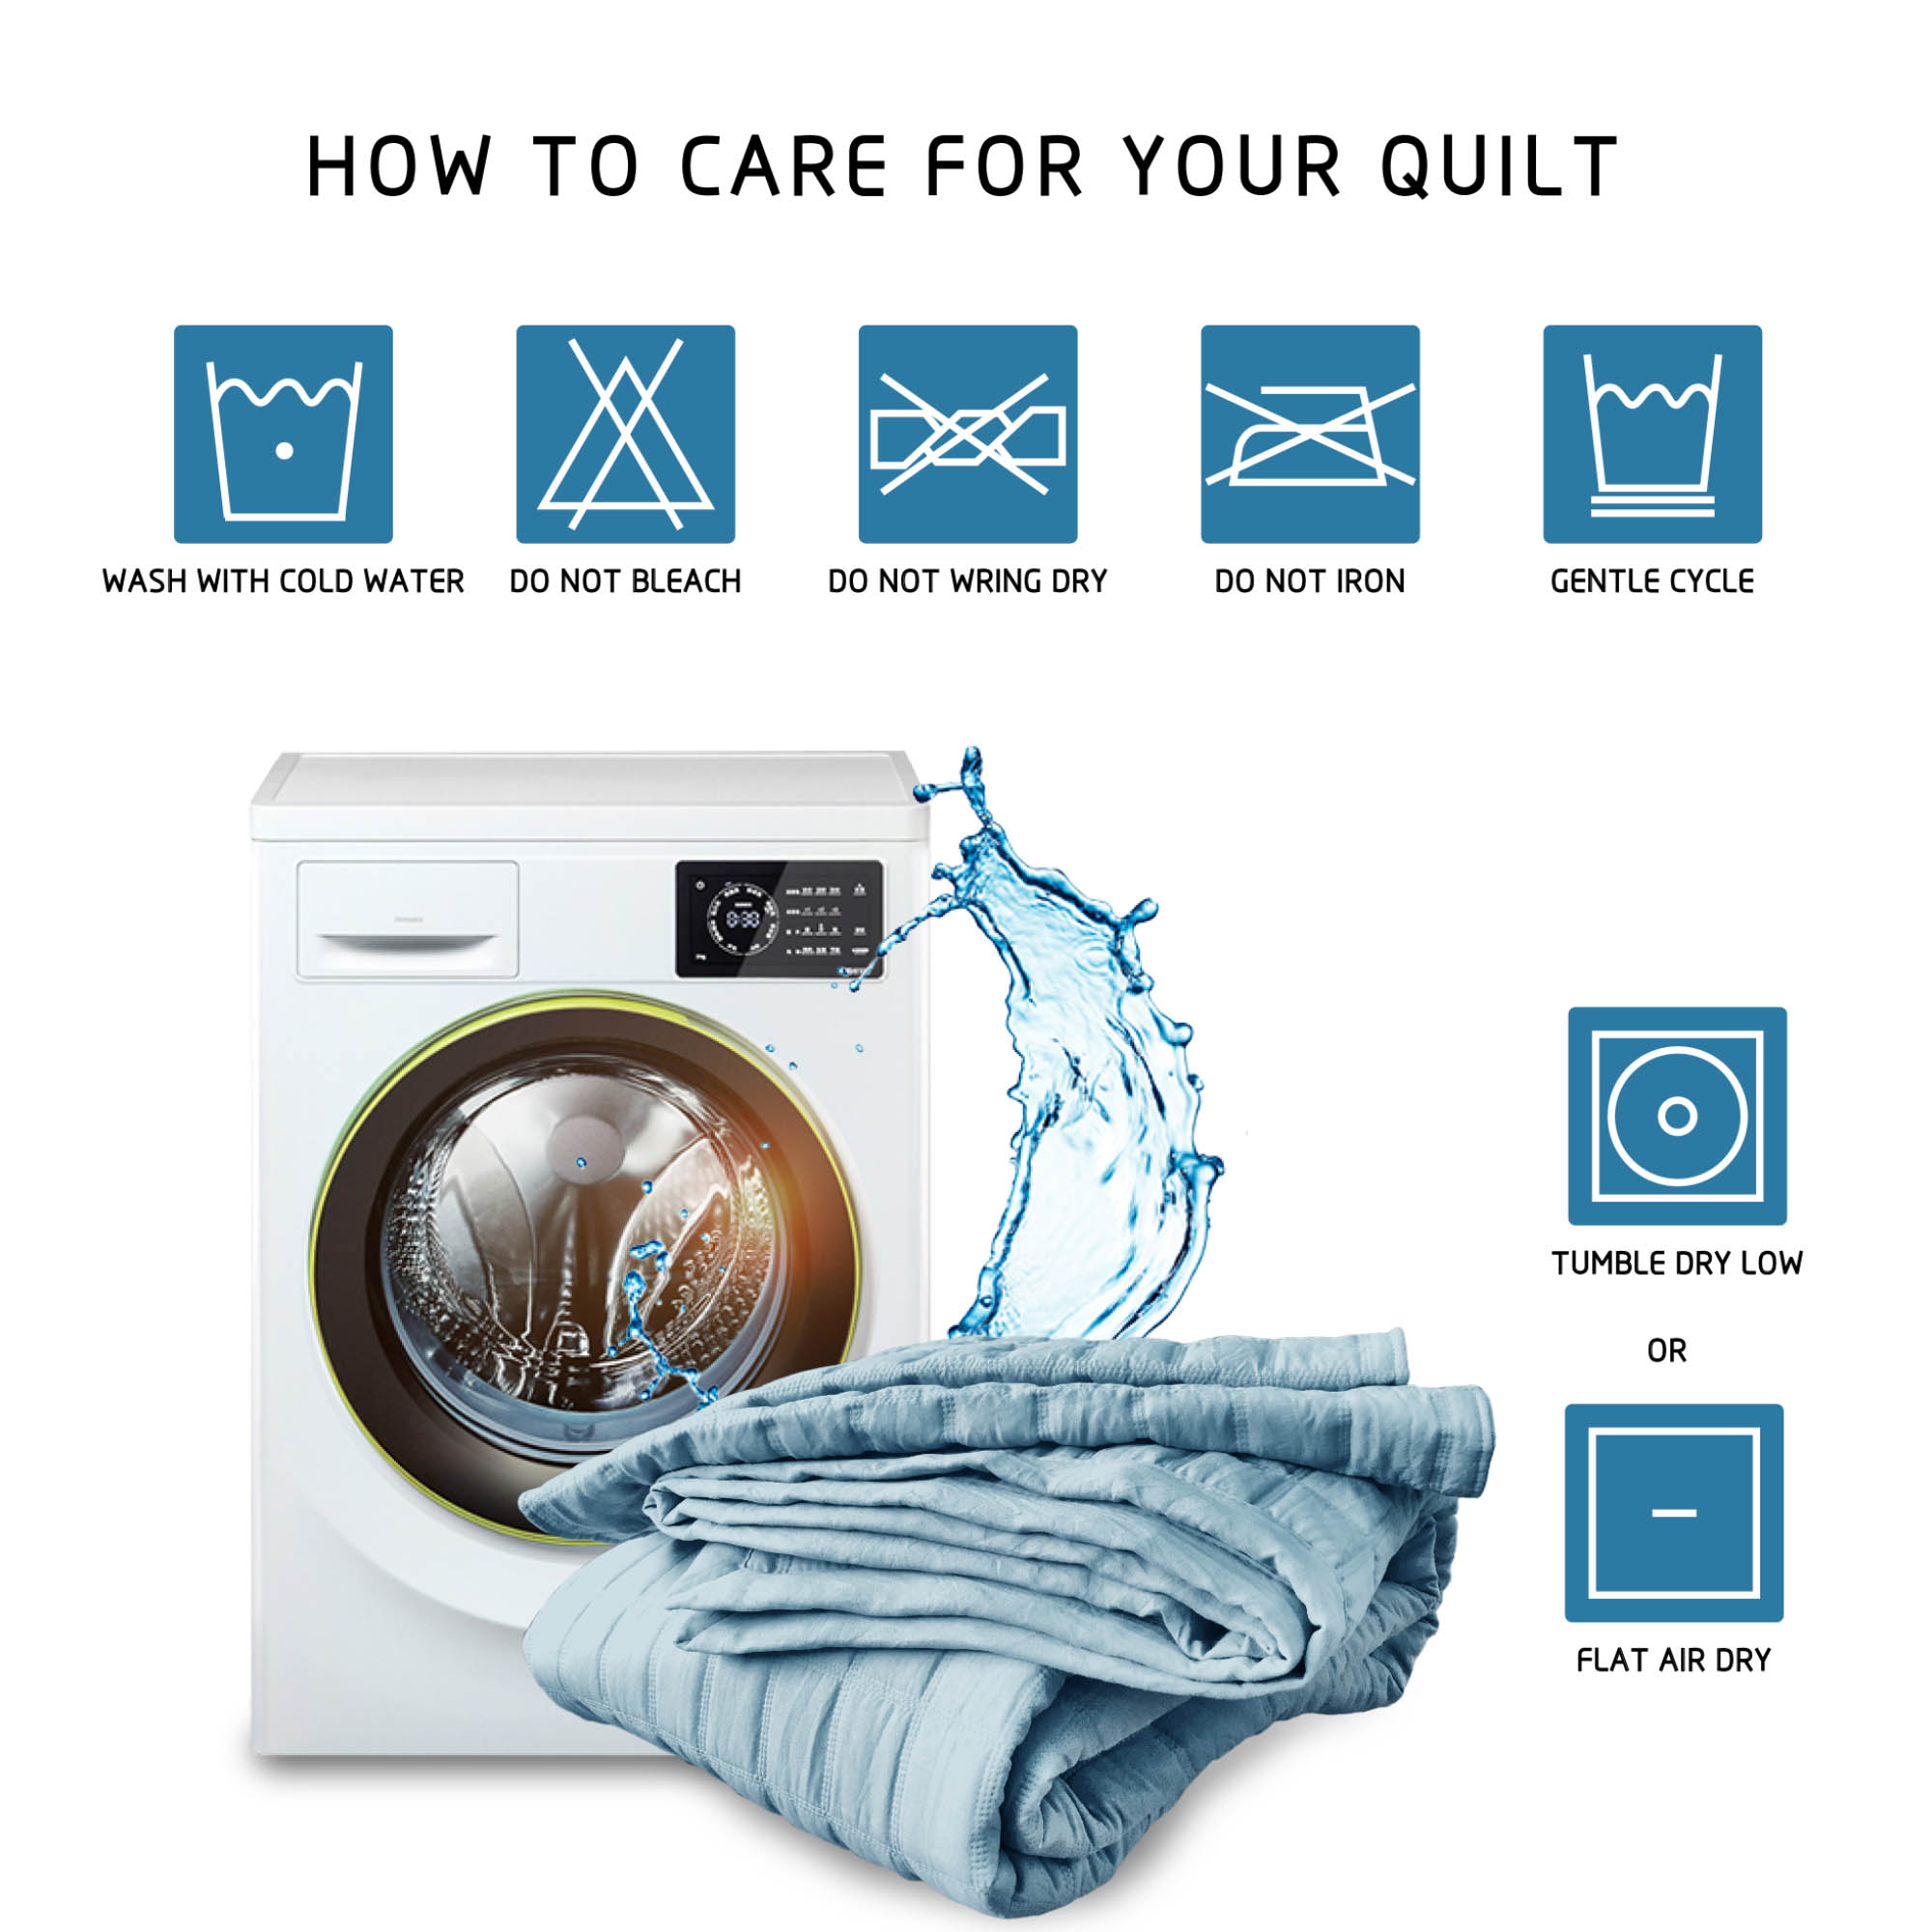 HOW TO CARE FOR YOUR QUILT
WASH WITH COLD WATER
DO NOT BLEACH
DO NOT WRING DRY
DO NOT IRON
GENTLE CYCLE
TUMBLE DRY LOW
OR
FLAT AIR DRY